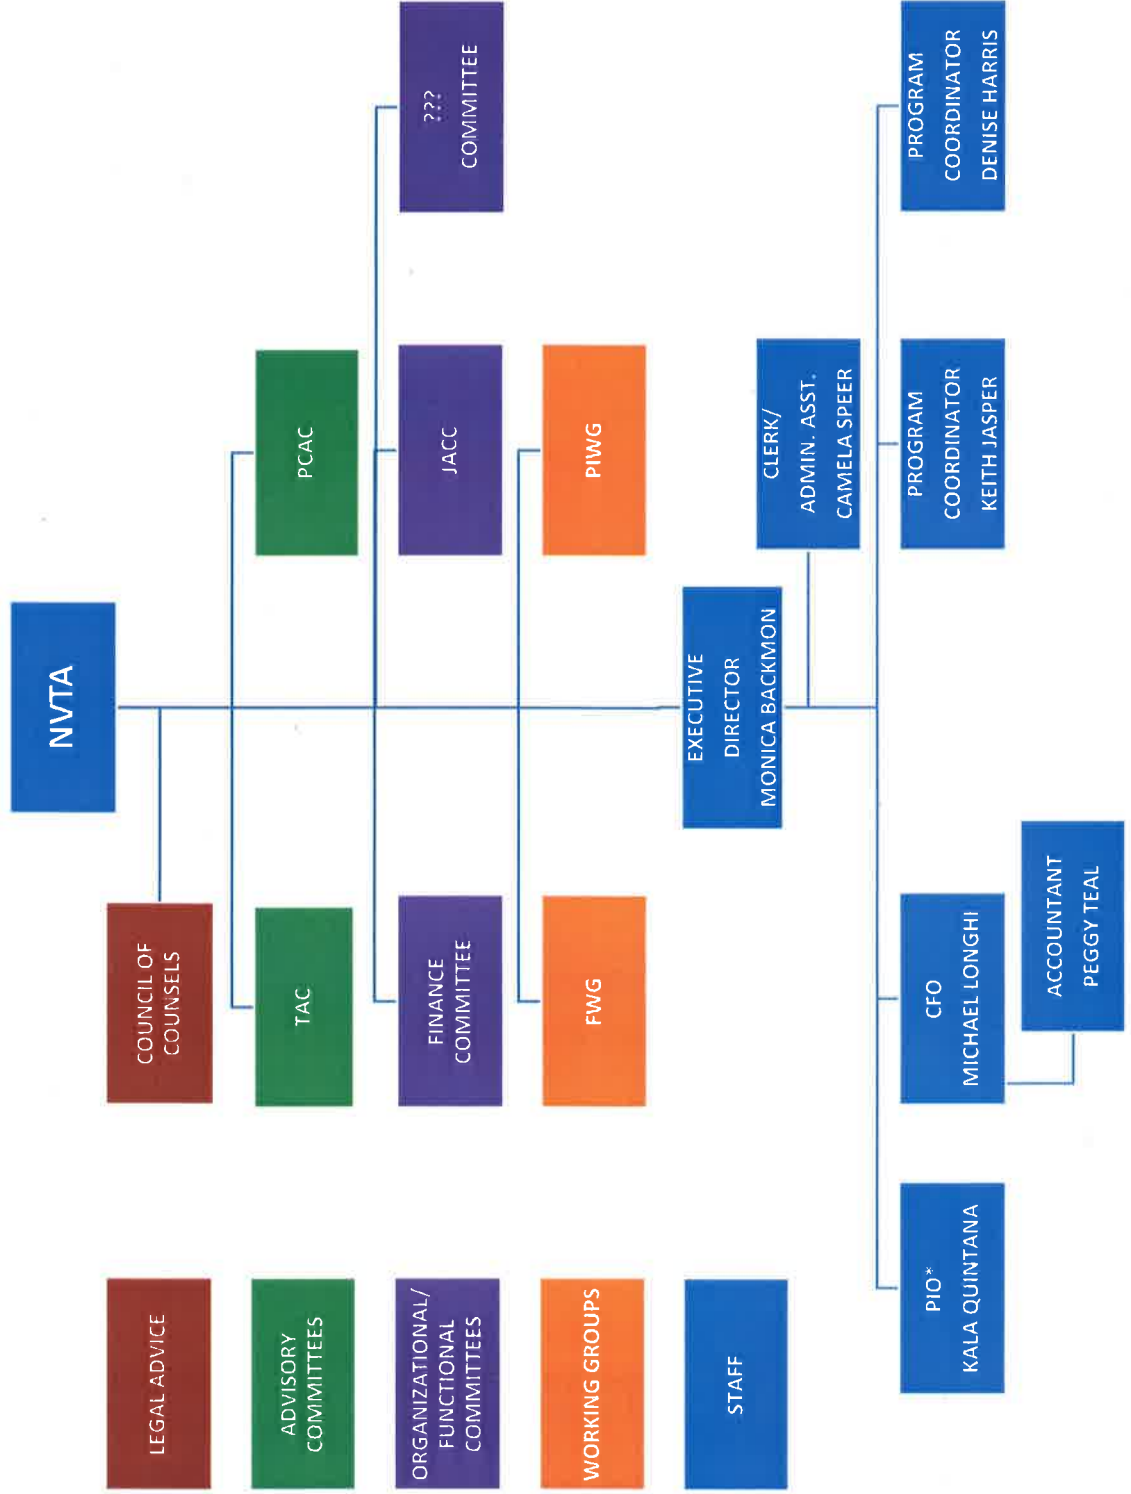 NVTA
LEGAL ADVICE
COUNCIL OF
COUNSELS
ADVISORY
COMMITTEES
TAC
PCAC
ORGANIZATIONAL/
FUNCTIONAL
COMMITTEES
FINANCE
COMMITTEE
JACC
???
COMMITTEE
WORKING GROUPS
FWG
PIWG
STAFF
EXECUTIVE
DIRECTOR
MONICA BACKMON
CLERK/
ADMIN. ASST.
CAMELA SPEER
PIO*
KALA QUINTANA
CFO
MICHAEL LONGHI
PROGRAM
COORDINATOR
KEITH JASPER
PROGRAM
COORDINATOR
DENISE HARRIS
ACCOUNTANT
PEGGY TEAL